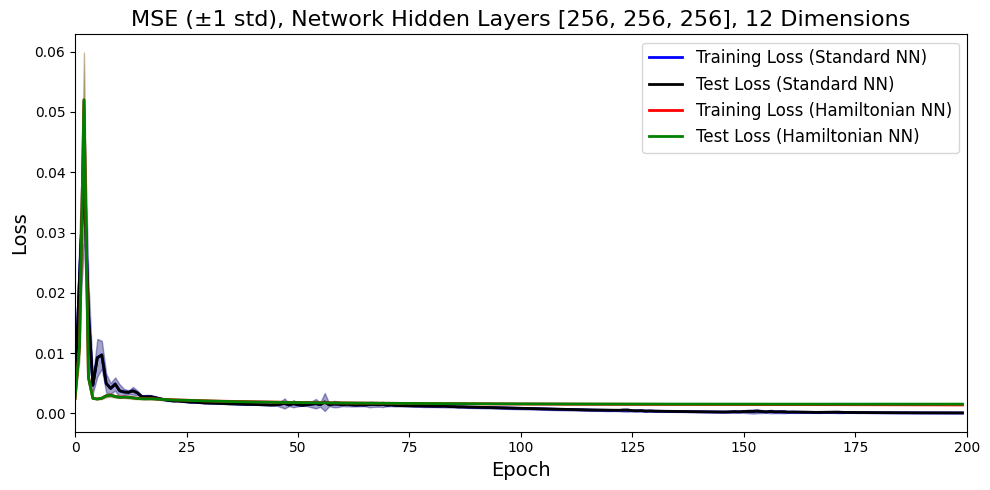 MSE (±1 std), Network Hidden Layers [256, 256, 256], 12 Dimensions
Training Loss (Standard NN)
Test Loss (Standard NN)
Training Loss (Hamiltonian NN)
Test Loss (Hamiltonian NN)
Loss
0.06
0.05
0.04
0.03
0.02
0.01
0.00
0 25 50 75 100 125 150 175 200
Epoch